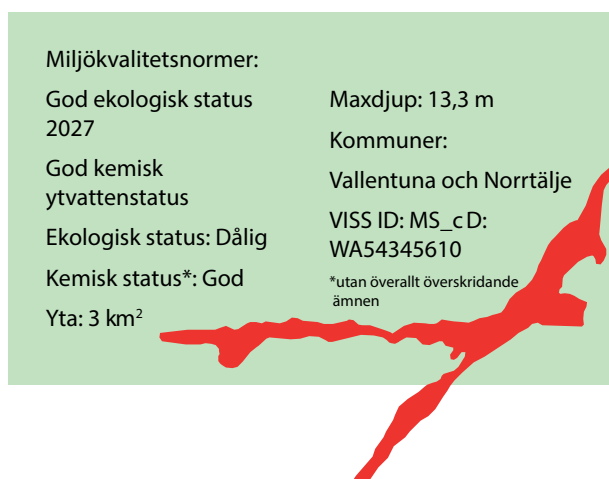 Miljökvalitetsnormer:
God ekologisk status
2027
God kemisk
ytvattenstatus
Ekologisk status: Dålig
Kemisk status*: God
Yta: 3 km²
Maxdjup: 13,3 m
Kommuner:
Vallentuna och Norrtälje
VISS ID: MS_cD:
WA54345610
*utan överallt överskridande
ämnen